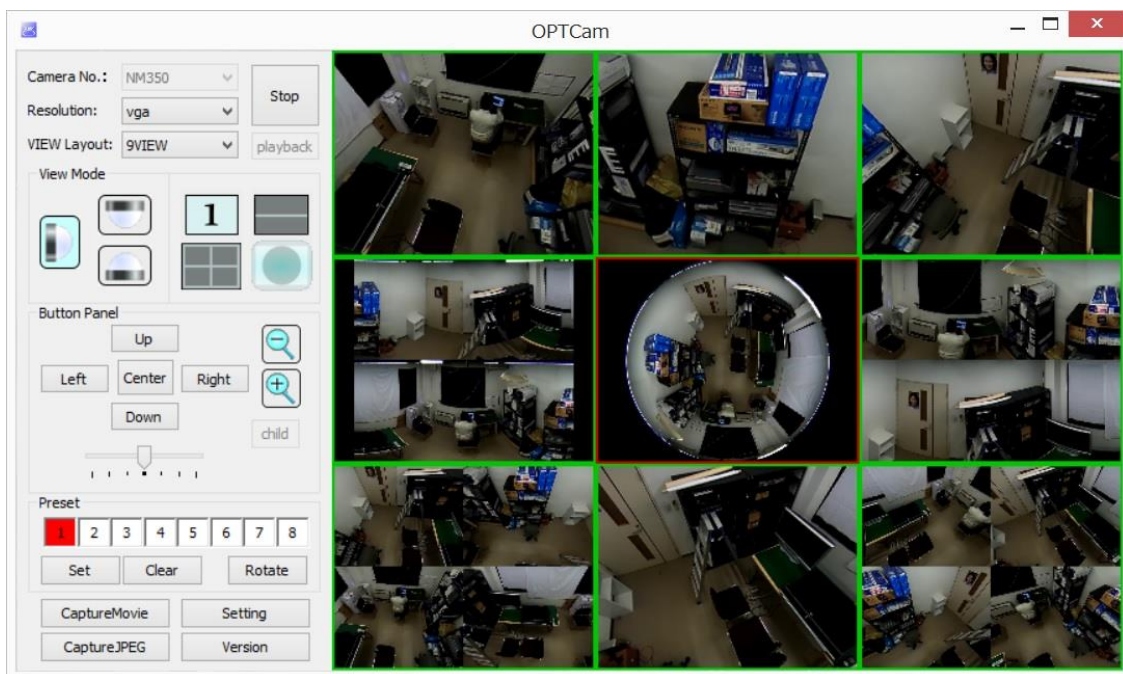 OPTCam
Camera No.: NM350
Stop
Resolution: vga
VIEW Layout: 9VIEW
playback
View Mode
1
Button Panel
Up
Left Center Right
Down
child
Preset
1 2 3 4 5 6 7 8
Set Clear Rotate
CaptureMovie Setting
CaptureJPEG Version